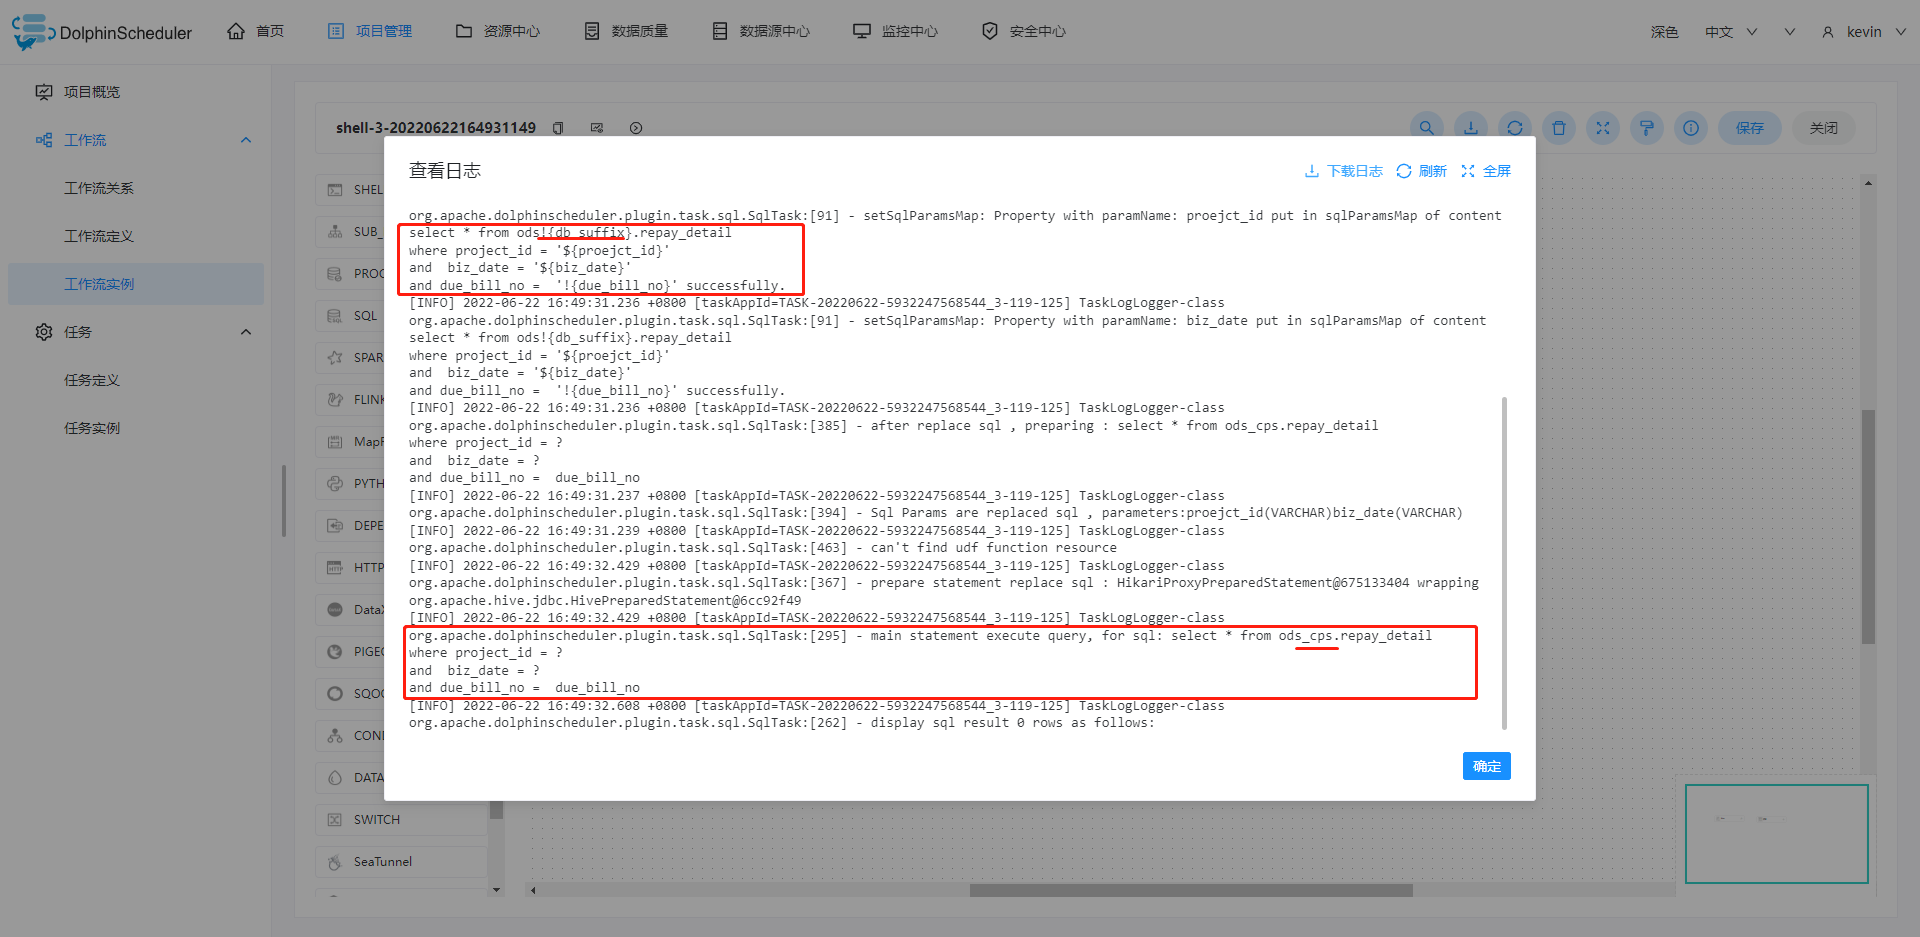 DolphinScheduler
首页
项目管理
资源中心
数据质量
数据源中心
监控中心
安全中心
深色
中文
kevin
项目概览
工作流
工作流关系
工作流定义
工作流实例
任务
任务定义
任务实例
shell-3-20220622164931149
保存
关闭
SHEL
SUB_
PROC
SQL
SPAR
FLINK
MapR
PYTH
DEPE
HTTP
DataX
PIGEO
SQOO
COND
DATA
SWITCH
SeaTunnel
查看日志
下载日志
刷新
全屏
org.apache.dolphinscheduler.plugin.task.sql.SqlTask:[91] - setSqlParamsMap: Property with paramName: proejct_id put in sqlParamsMap of content
select * from ods!{db_suffix}.repay_detail
where project_id = '${proejct_id}'
and  biz_date = '${biz_date}'
and due_bill_no =  '!{due_bill_no}' successfully.
[INFO] 2022-06-22 16:49:31.236 +0800 [taskAppId=TASK-20220622-5932247568544_3-119-125] TaskLogLogger-class
org.apache.dolphinscheduler.plugin.task.sql.SqlTask:[91] - setSqlParamsMap: Property with paramName: biz_date put in sqlParamsMap of content
select * from ods!{db_suffix}.repay_detail
where project_id = '${proejct_id}'
and  biz_date = '${biz_date}'
and due_bill_no =  '!{due_bill_no}' successfully.
[INFO] 2022-06-22 16:49:31.236 +0800 [taskAppId=TASK-20220622-5932247568544_3-119-125] TaskLogLogger-class
org.apache.dolphinscheduler.plugin.task.sql.SqlTask:[385] - after replace sql , preparing : select * from ods_cps.repay_detail
where project_id = ?
and  biz_date = ?
and due_bill_no =  due_bill_no
[INFO] 2022-06-22 16:49:31.237 +0800 [taskAppId=TASK-20220622-5932247568544_3-119-125] TaskLogLogger-class
org.apache.dolphinscheduler.plugin.task.sql.SqlTask:[394] - Sql Params are replaced sql , parameters:proejct_id(VARCHAR)biz_date(VARCHAR)
[INFO] 2022-06-22 16:49:31.239 +0800 [taskAppId=TASK-20220622-5932247568544_3-119-125] TaskLogLogger-class
org.apache.dolphinscheduler.plugin.task.sql.SqlTask:[463] - can't find udf function resource
[INFO] 2022-06-22 16:49:32.429 +0800 [taskAppId=TASK-20220622-5932247568544_3-119-125] TaskLogLogger-class
org.apache.dolphinscheduler.plugin.task.sql.SqlTask:[367] - prepare statement replace sql : HikariProxyPreparedStatement@675133404 wrapping
org.apache.hive.jdbc.HivePreparedStatement@6cc92f49
[INFO] 2022-06-22 16:49:32.429 +0800 [taskAppId=TASK-20220622-5932247568544_3-119-125] TaskLogLogger-class
org.apache.dolphinscheduler.plugin.task.sql.SqlTask:[295] - main statement execute query, for sql: select * from ods_cps.repay_detail
where project_id = ?
and  biz_date = ?
and due_bill_no =  due_bill_no
[INFO] 2022-06-22 16:49:32.608 +0800 [taskAppId=TASK-20220622-5932247568544_3-119-125] TaskLogLogger-class
org.apache.dolphinscheduler.plugin.task.sql.SqlTask:[262] - display sql result 0 rows as follows:
确定